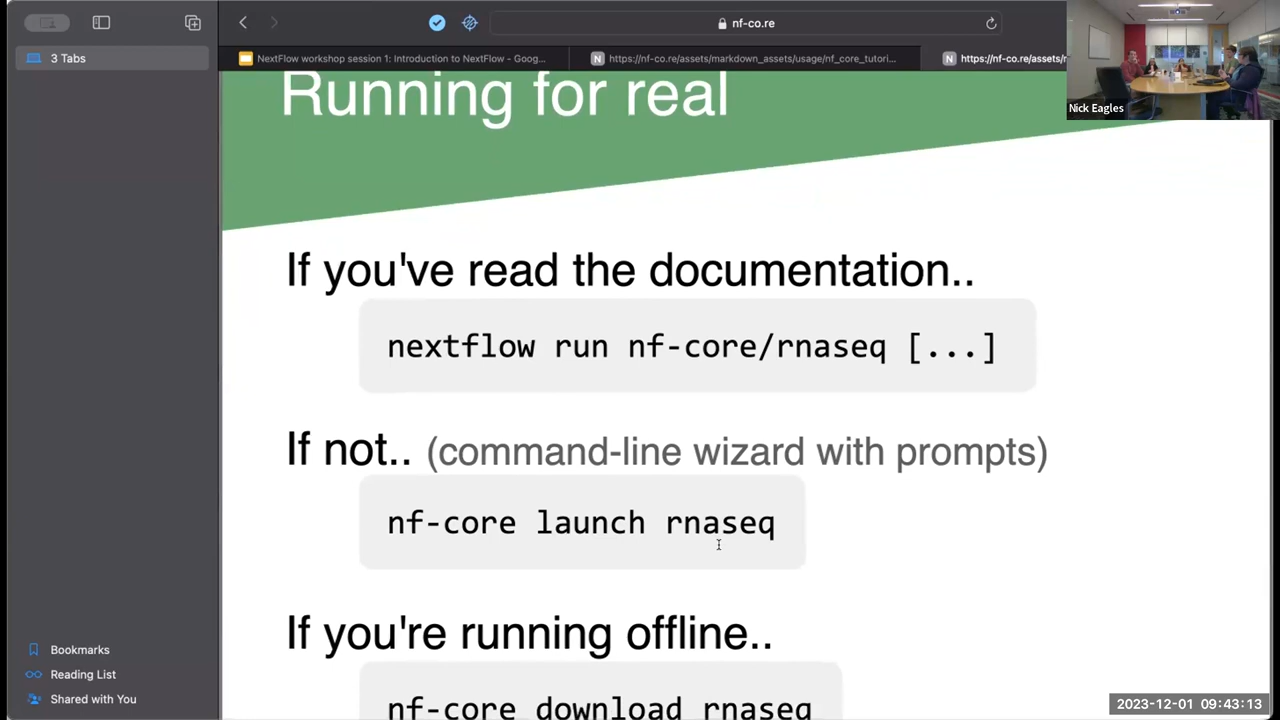 nf-co.re
3 Tabs
NextFlow workshop session 1: Introduction to NextFlow - Goog...
https://nf-co.re/assets/markdown_assets/usage/nf_core_tutori...
https://nf-co.re/assets/r
Nick Eagles
Running for real
If you've read the documentation..
nextflow run nf-core/rnaseq [...]
If not.. (command-line wizard with prompts)
nf-core launch rnaseq
If you're running offline..
nf-core download rnaseq
Bookmarks
Reading List
Shared with You
2023-12-01 09:43:13